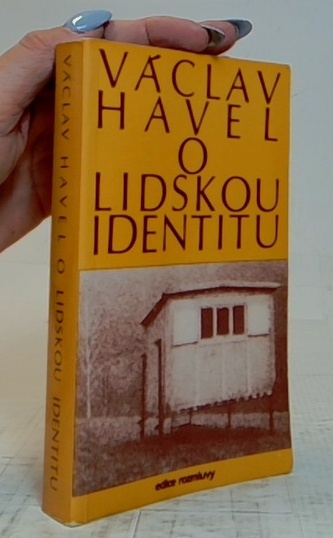 VÁCLAV
HAVEL
O
LIDSKOU
IDENTITU
edice rozmluvy
VÁCLAV HAVEL O LIDSKOU IDENTITU